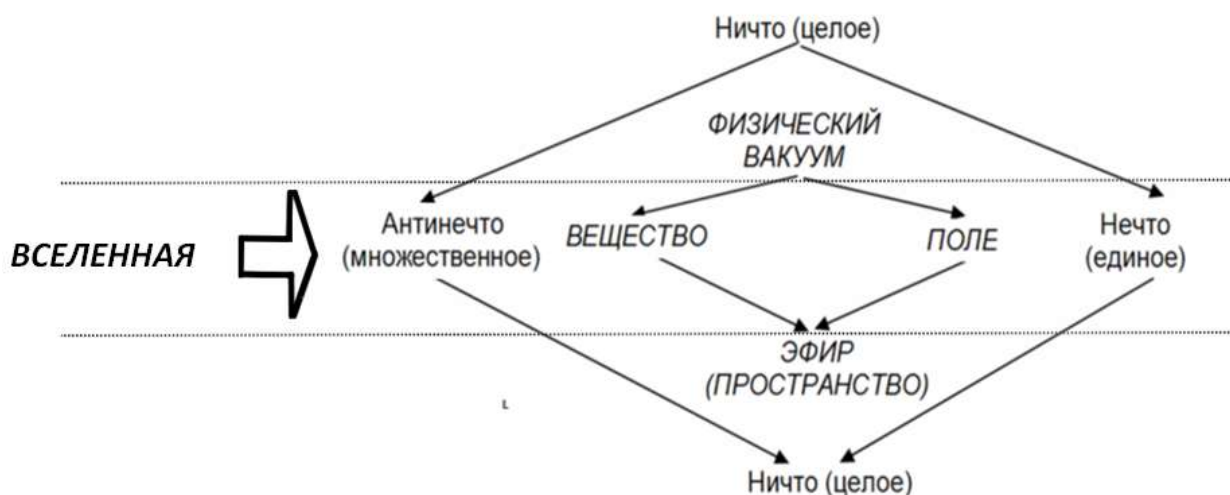 Ничто (целое)
ФИЗИЧЕСКИЙ
ВАКУУМ
ВСЕЛЕННАЯ
Антинечто
(множественное)
ВЕЩЕСТВО
ПОЛЕ
Нечто
(единое)
ЭФИР
(ПРОСТРАНСТВО)
L
Ничто (целое)